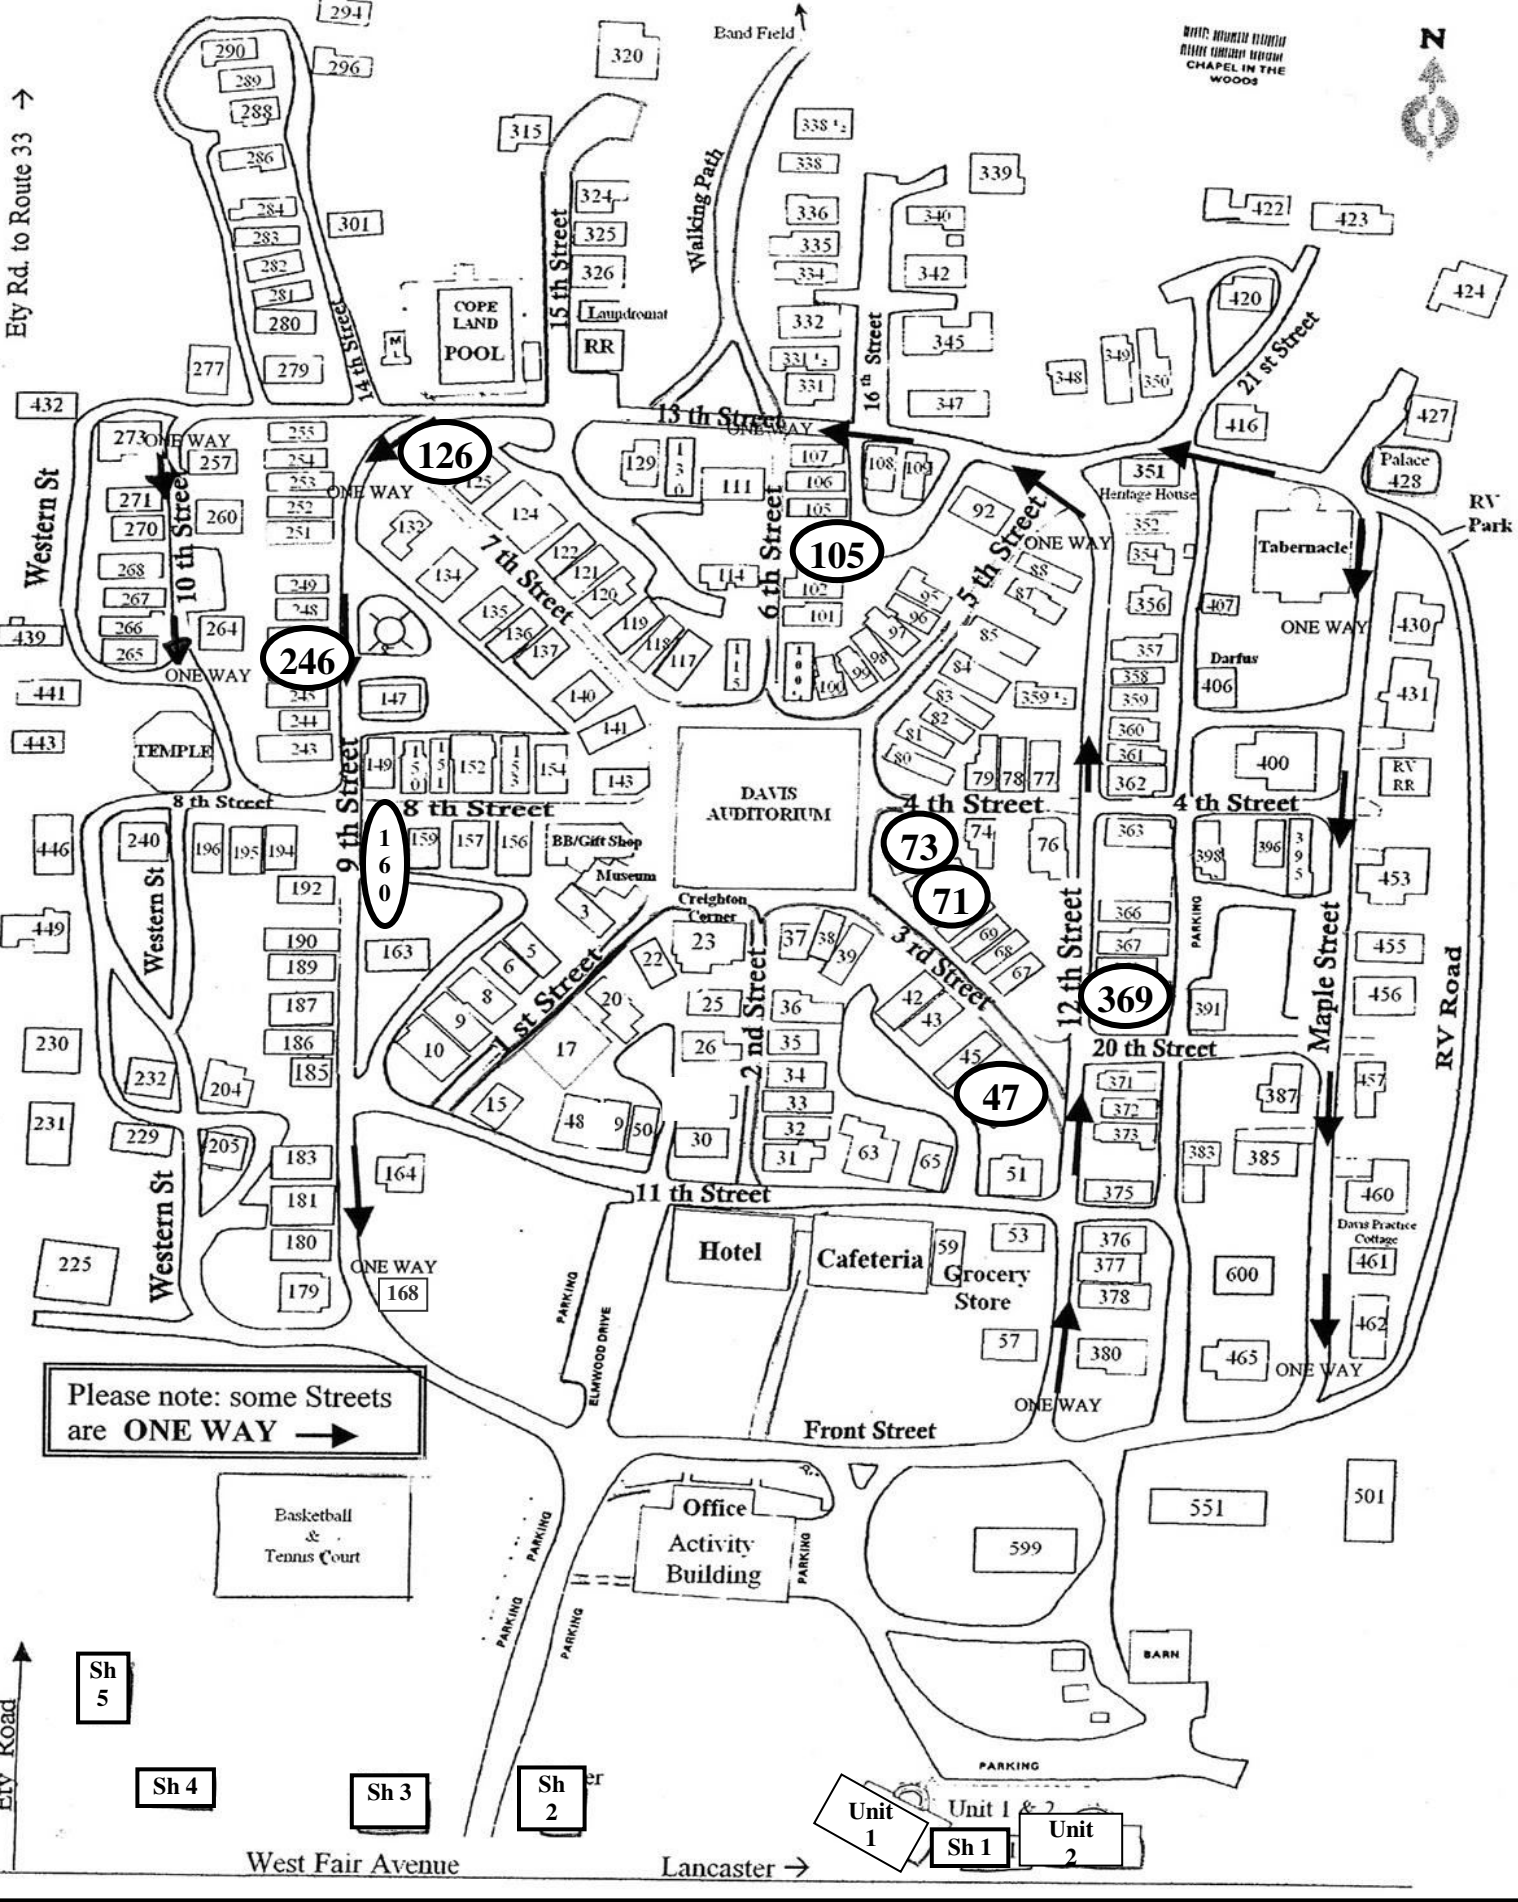 294
290
296
320
Band Field
CHAPEL IN THE
WOODS
N
289
288
286
315
338 ½
338
339
Ety Rd. to Route 33 →
284
301
283
282
281
280
279
277
14 th Street
COPE
LAND
POOL
15 th Street
324
325
326
Laundromat
RR
Walking Path
336
335
334
332
331 ½
331
340
342
345
347
16 th Street
422
423
424
420
21 st Street
348
349
350
416
427
432
13 th Street
ONE WAY
273
ONE WAY
257
271
270
260
268
267
266
265
264
10 th Street
ONE WAY
Western St
439
441
443
TEMPLE
255
254
253
252
251
249
248
246
245
244
243
ONE WAY
126
125
124
122
121
120
119
118
117
115
7 th Street
132
134
135
136
137
140
141
143
147
129
130
111
114
107
106
105
105
102
101
6 th Street
108
109
92
95
96
97
98
99
100
5 th Street
88
87
85
84
83
82
81
80
359 ½
79
78
77
ONE WAY
351
Heritage House
352
354
356
357
358
359
360
361
362
Tabernacle
Palace
428
RV
Park
407
ONE WAY
Darfus
406
400
430
431
RV
RR
149
150
151
152
153
154
8 th Street
8 th Street
9 th Street
160
159
157
156
BB/Gift Shop
Museum
DAVIS
AUDITORIUM
Creighton
Corner
4 th Street
4 th Street
73
74
76
71
69
68
67
3 rd Street
363
366
367
369
12 th Street
398
396
395
391
PARKING
20 th Street
Maple Street
453
455
456
457
RV Road
446
449
240
Western St
196
195
194
192
190
189
187
186
185
230
232
204
231
229
205
183
181
180
179
Western St
225
163
164
168
ONE WAY
3
5
6
8
9
10
1 st Street
15
17
20
22
23
25
26
2 nd Street
48
9
50
30
37
38
39
36
35
34
33
32
31
42
43
45
47
63
65
51
371
372
373
375
387
385
383
460
Davis Practice
Cottage
461
462
11 th Street
Hotel
Cafeteria
59
53
Grocery
Store
57
376
377
378
380
600
465
ONE WAY
ONE WAY
PARKING
ELMWOOD DRIVE
Front Street
Please note: some Streets
are ONE WAY
Basketball
&
Tennis Court
Office
Activity
Building
PARKING
PARKING
PARKING
PARKING
599
551
501
BARN
PARKING
Sh
5
Sh 4
Sh 3
Sh
2
er
Unit
1
Unit 1 & 2
Sh 1
Unit
2
Ety Road
West Fair Avenue
Lancaster →